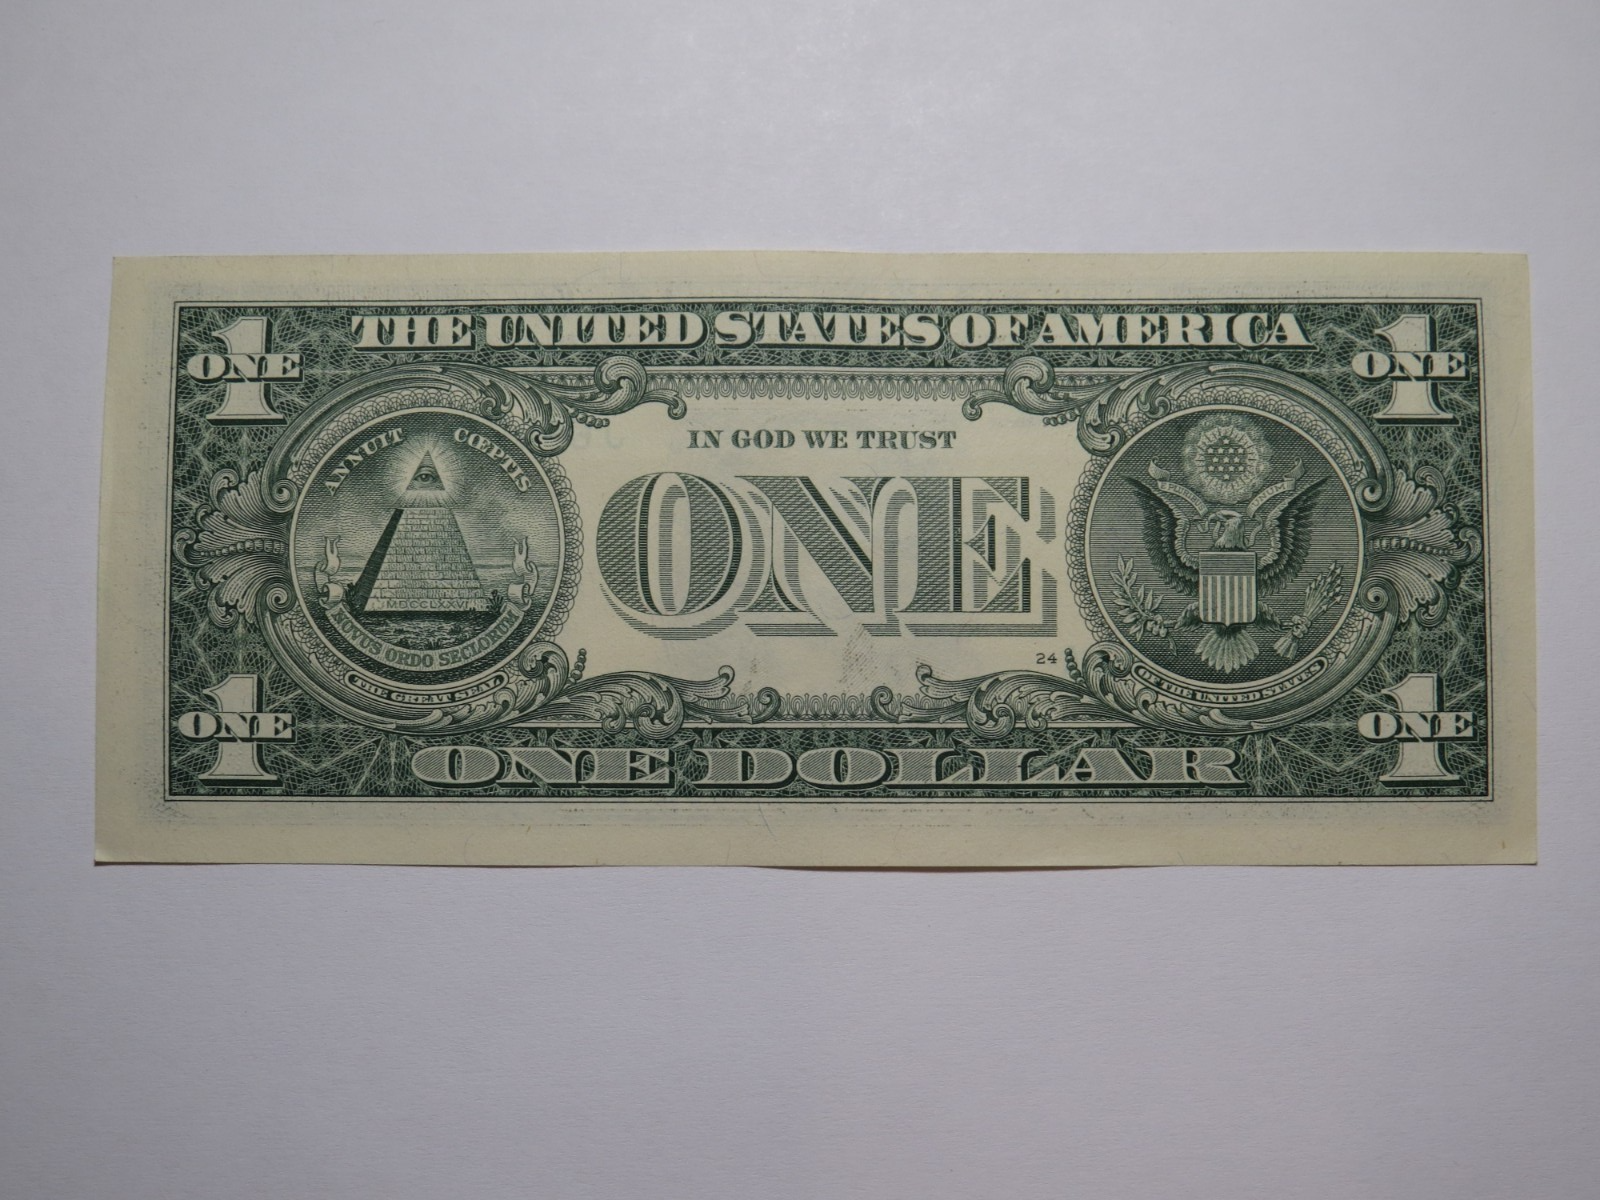 THE UNITED STATES OF AMERICA
1
ONE
1
ONE
ANNUIT CŒPTIS
MDCCLXXVI
NOVUS ORDO SECLORUM
THE GREAT SEAL
IN GOD WE TRUST
ONE
24
OF THE UNITED STATES
1
ONE
1
ONE
ONE DOLLAR